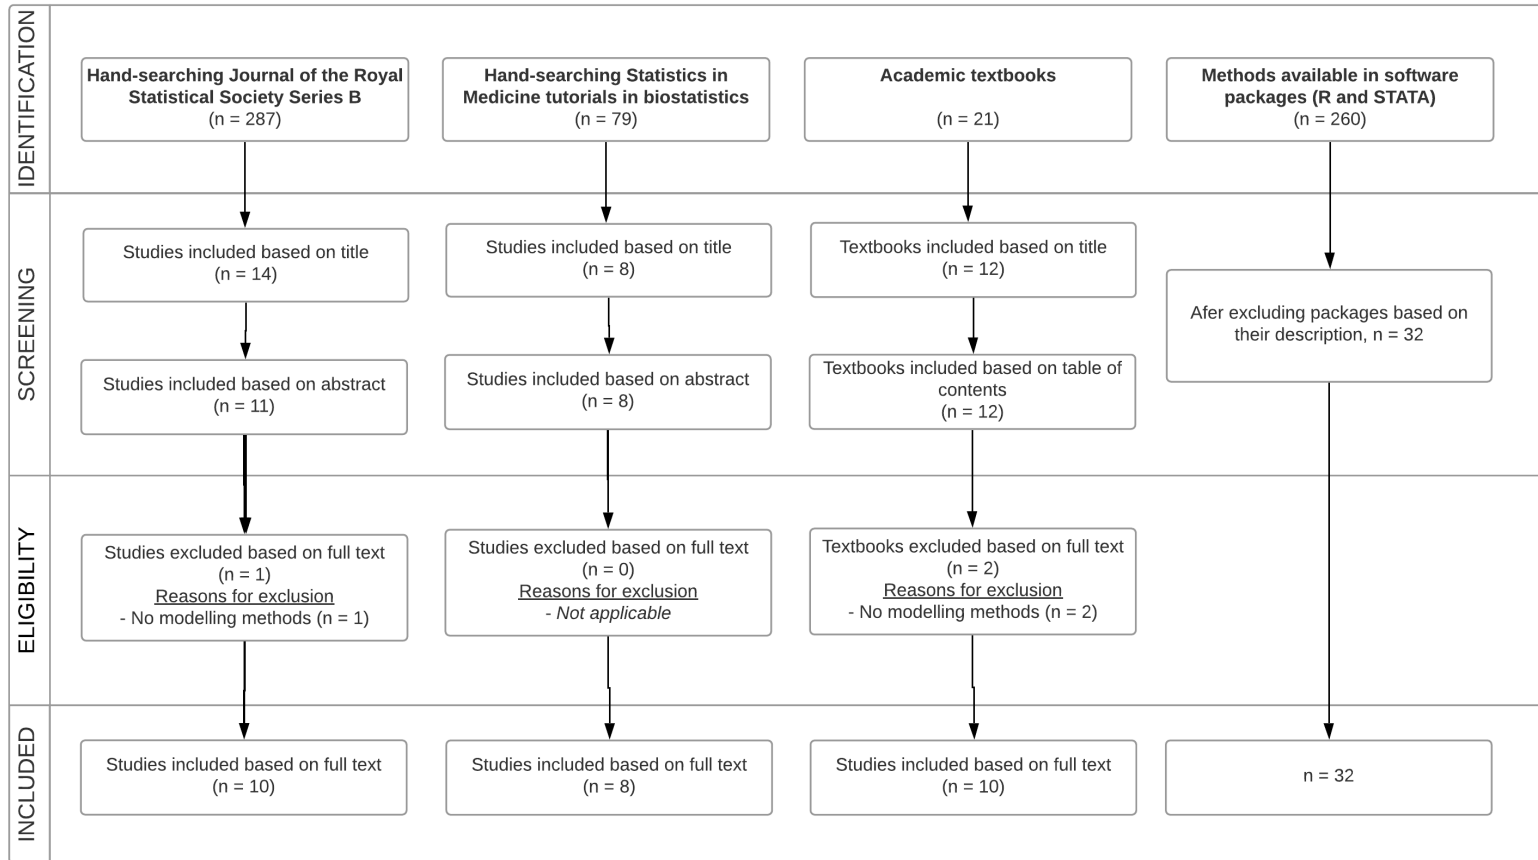 IDENTIFICATION
Hand-searching Journal of the Royal
Statistical Society Series B
(n = 287)
Hand-searching Statistics in
Medicine tutorials in biostatistics
(n = 79)
Academic textbooks
(n = 21)
Methods available in software
packages (R and STATA)
(n = 260)
SCREENING
Studies included based on title
(n = 14)
Studies included based on title
(n = 8)
Textbooks included based on title
(n = 12)
Afer excluding packages based on
their description, n = 32
Studies included based on abstract
(n = 11)
Studies included based on abstract
(n = 8)
Textbooks included based on table of
contents
(n = 12)
ELIGIBILITY
Studies excluded based on full text
(n = 1)
Reasons for exclusion
- No modelling methods (n = 1)
Studies excluded based on full text
(n = 0)
Reasons for exclusion
- Not applicable
Textbooks excluded based on full text
(n = 2)
Reasons for exclusion
- No modelling methods (n = 2)
INCLUDED
Studies included based on full text
(n = 10)
Studies included based on full text
(n = 8)
Studies included based on full text
(n = 10)
n = 32